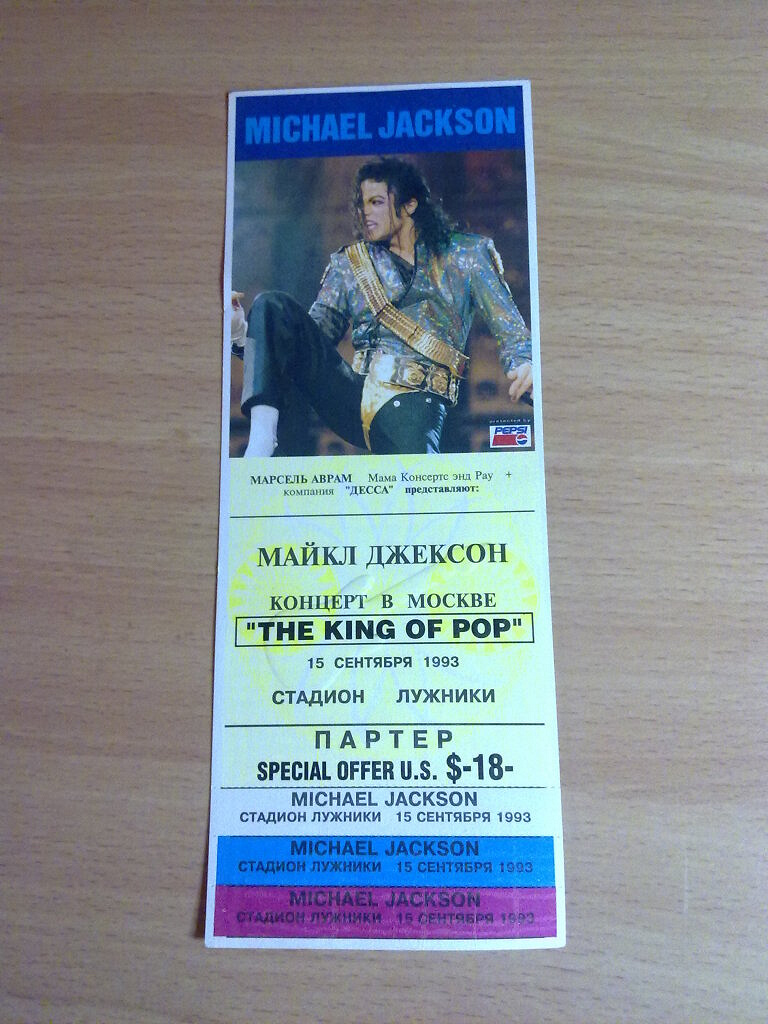 MICHAEL JACKSON
presented by
PEPSI
МАРСЕЛЬ АВРАМ Мама Консертс энд Рау +
компания "ДЕССА" представляют:
МАЙКЛ ДЖЕКСОН
КОНЦЕРТ В МОСКВЕ
"THE KING OF POP"
15 СЕНТЯБРЯ 1993
СТАДИОН ЛУЖНИКИ
ПАРТЕР
SPECIAL OFFER U.S. $-18-
MICHAEL JACKSON
СТАДИОН ЛУЖНИКИ 15 СЕНТЯБРЯ 1993
MICHAEL JACKSON
СТАДИОН ЛУЖНИКИ 15 СЕНТЯБРЯ 1993
MICHAEL JACKSON
СТАДИОН ЛУЖНИКИ 15 СЕНТЯБРЯ 1993